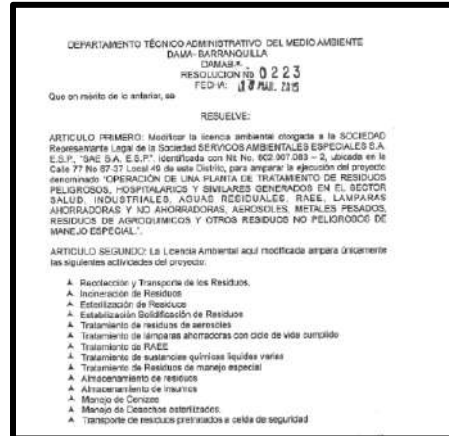 DEPARTAMENTO TÉCNICO ADMINISTRATIVO DEL MEDIO AMBIENTE
DAMA- BARRANQUILLA
DAMAB
RESOLUCION No 0223
FECHA: MAR. 2015
Que en mérito de lo anterior, se
RESUELVE:
ARTICULO PRIMERO: Modificar la licencia ambiental otorgada a la SOCIEDAD
Representante Legal de la Sociedad SERVICIOS AMBIENTALES ESPECIALES S.A.
E.S.P., "SAE S.A. E.S.P". identificada con Nit No. 802.007.083 – 2, ubicada en la
Calle 77 No 67-37 Local 49 de este Distrito, para amparar la ejecución del proyecto
denominado "OPERACIÓN DE UNA PLANTA DE TRATAMIENTO DE RESIDUOS
PELIGROSOS, HOSPITALARIOS Y SIMILARES GENERADOS EN EL SECTOR
SALUD, INDUSTRIALES, AGUAS RESIDUALES, RAEE, LAMPARAS
AHORRADORAS Y NO AHORRADORAS, AEROSOLES, METALES PESADOS,
RESIDUOS DE AGROQUIMICOS Y OTROS RESIDUOS NO PELIGROSOS DE
MANEJO ESPECIAL.".
ARTICULO SEGUNDO: La Licencia Ambiental aquí modificada ampara únicamente
las siguientes actividades del proyecto:
Recolección y Transporte de los Residuos.
Incineración de Residuos
Esterilización de Residuos
Estabilización Solidificación de Residuos
Tratamiento de residuos de aerosoles
Tratamiento de lámparas ahorradoras con ciclo de vida cumplido
Tratamiento de RAEE
Tratamiento de sustancias químicas líquidas varias
Tratamiento de Residuos de manejo especial
Almacenamiento de residuos
Almacenamiento de insumos
Manejo de Cenizas
Manejo de Desechos esterilizados.
Transporte de residuos pretratados a celda de seguridad